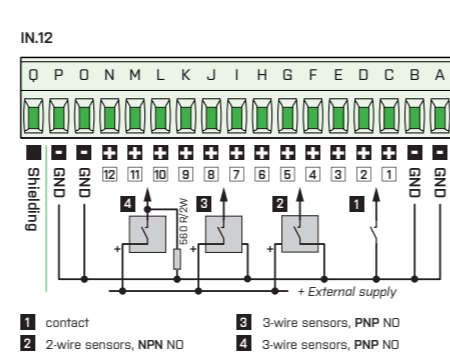 IN.12
Q P O N M L K J I H G F E D C B A
- - + + + + + + + + + + + + - -
Shielding GND GND 12 11 10 9 8 7 6 5 4 3 2 1 GND GND
4 3 2 1
560 R/2W
+ + +
+ External supply
1 contact
2 2-wire sensors, NPN NO
3 3-wire sensors, PNP NO
4 3-wire sensors, PNP NO